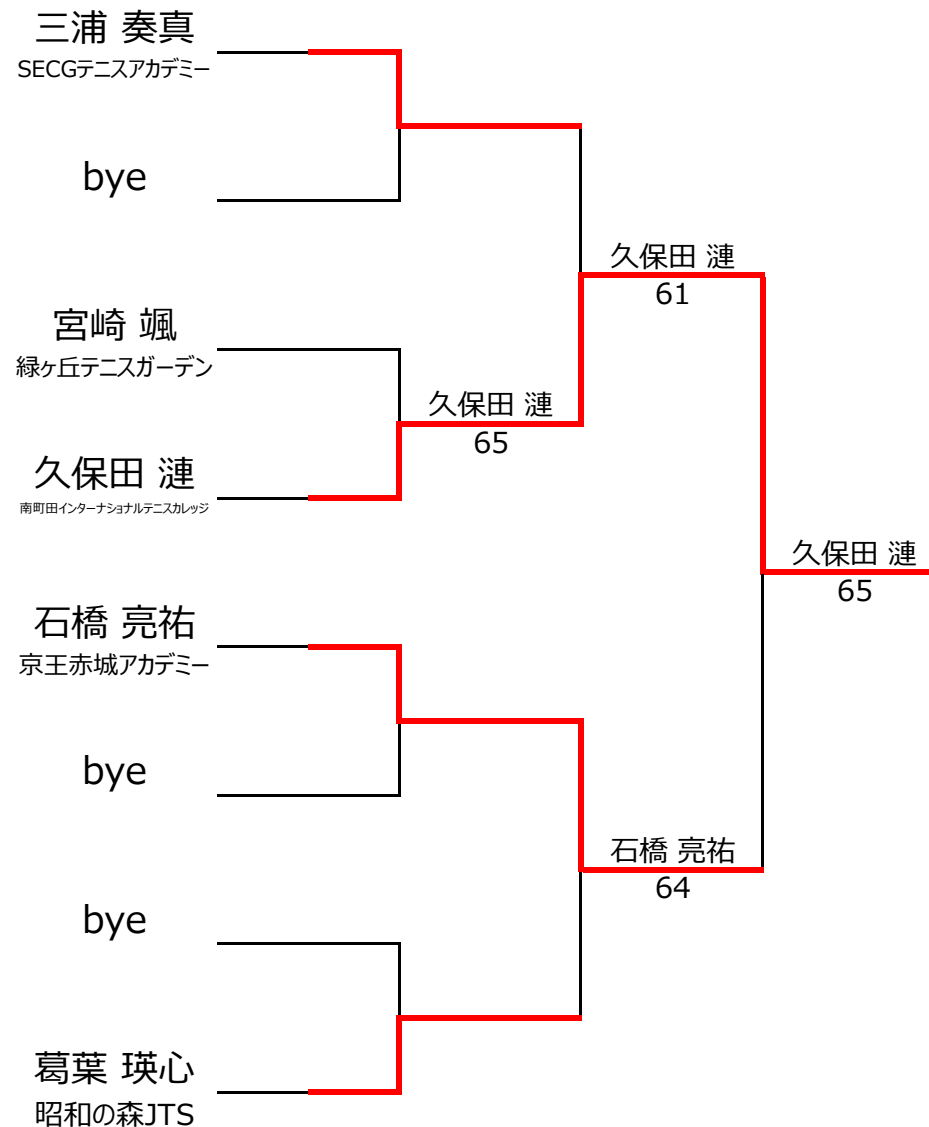 三浦 奏真
SECGテニスアカデミー
bye
宮崎 颯
緑ヶ丘テニスガーデン
久保田 漣
南町田インターナショナルテニスカレッジ
石橋 亮祐
京王赤城アカデミー
bye
bye
葛葉 瑛心
昭和の森JTS
久保田 漣
65
久保田 漣
61
石橋 亮祐
64
久保田 漣
65